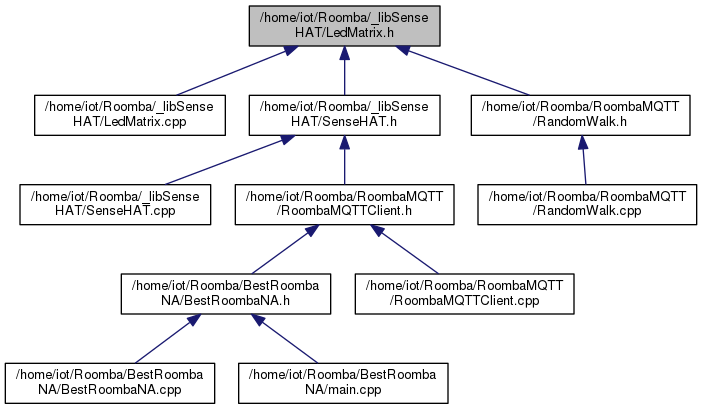 /home/iot/Roomba/_libSense
HAT/LedMatrix.h
/home/iot/Roomba/_libSense
HAT/LedMatrix.cpp
/home/iot/Roomba/_libSense
HAT/SenseHAT.h
/home/iot/Roomba/RoombaMQTT
/RandomWalk.h
/home/iot/Roomba/_libSense
HAT/SenseHAT.cpp
/home/iot/Roomba/RoombaMQTT
/RoombaMQTTClient.h
/home/iot/Roomba/RoombaMQTT
/RandomWalk.cpp
/home/iot/Roomba/BestRoomba
NA/BestRoombaNA.h
/home/iot/Roomba/RoombaMQTT
/RoombaMQTTClient.cpp
/home/iot/Roomba/BestRoomba
NA/BestRoombaNA.cpp
/home/iot/Roomba/BestRoomba
NA/main.cpp